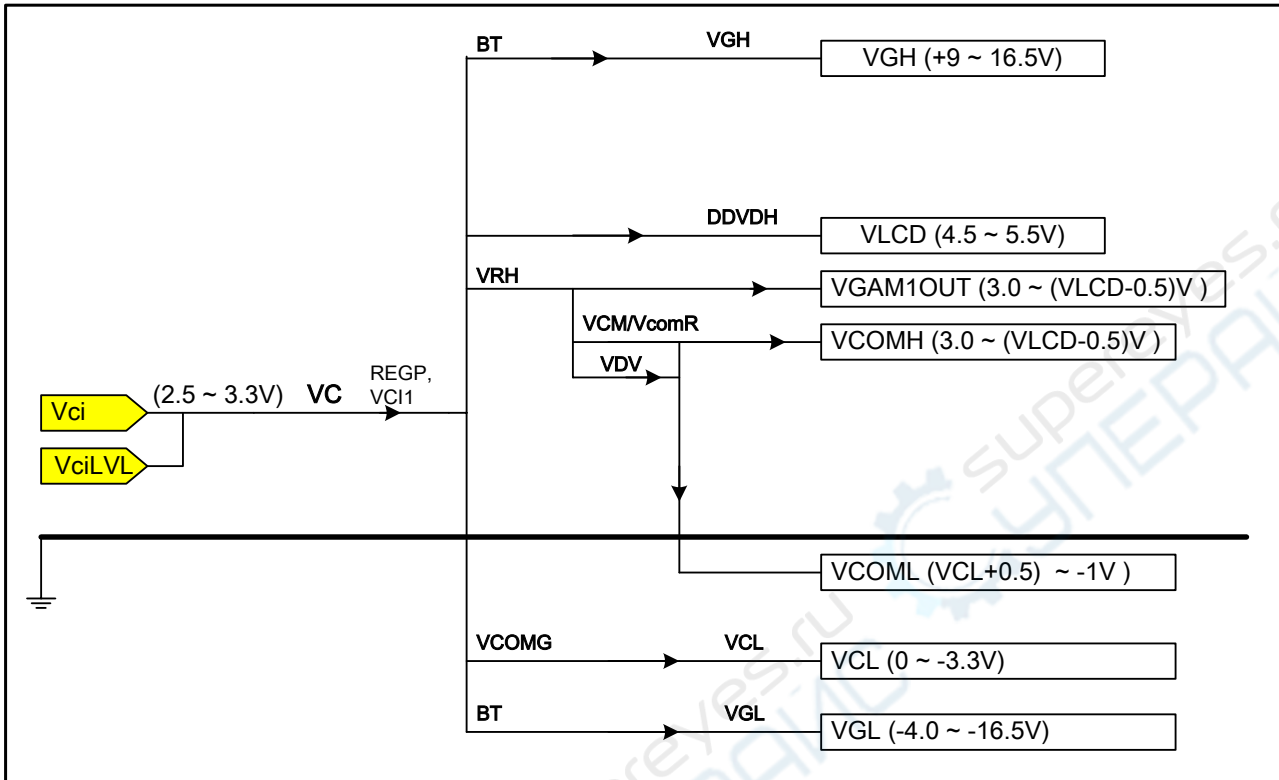 BT
VGH
VGH (+9 ~ 16.5V)
DDVDH
VLCD (4.5 ~ 5.5V)
VRH
VGAM1OUT (3.0 ~ (VLCD-0.5)V )
VCM/VcomR
VCOMH (3.0 ~ (VLCD-0.5)V )
VDV
Vci
(2.5 ~ 3.3V)
VC
REGP,
VCI1
VciLVL
VCOML (VCL+0.5) ~ -1V )
VCOMG
VCL
VCL (0 ~ -3.3V)
BT
VGL
VGL (-4.0 ~ -16.5V)
supereyes.ru